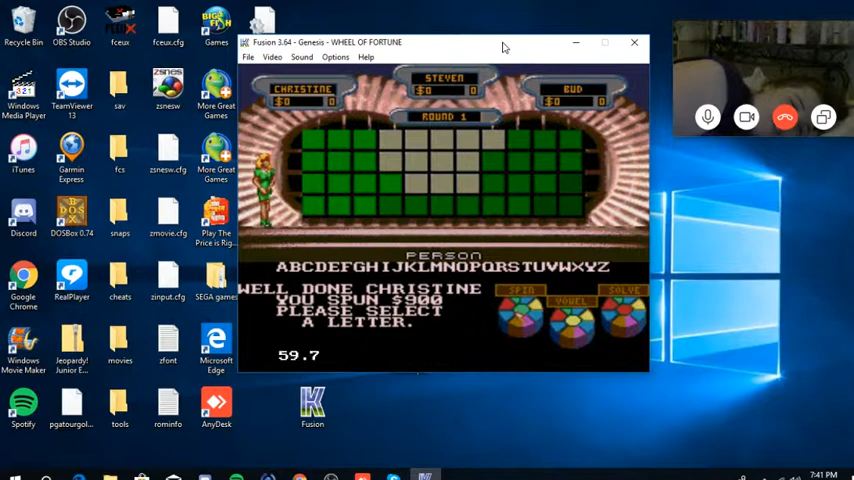 Recycle Bin
OBS Studio
fceux
fceux.cfg
Games
Fusion 3.64 - Genesis - WHEEL OF FORTUNE
File Video Sound Options Help
CHRISTINE
$0 0
STEVEN
$0 0
BUD
$0 0
ROUND 1
PERSON
ABCDEFGHIJKLMNOPQRSTUVWXYZ
WELL DONE CHRISTINE
YOU SPUN $900
PLEASE SELECT
A LETTER.
SPIN
VOWEL
SOLVE
59.7
Windows
Media Player
TeamViewer
13
sav
zsnesw
More Great
Games
iTunes
Garmin
Express
fcs
zsnesw.cfg
More Great
Games
Discord
DOSBox 0.74
snaps
zmovie.cfg
Play The
Price is Rig...
Google
Chrome
RealPlayer
cheats
zinput.cfg
SEGA games
Windows
Movie Maker
Jeopardy!
Junior E...
movies
zfont
Microsoft
Edge
Spotify
pgatourgol...
tools
rominfo
AnyDesk
Fusion
7:41 PM